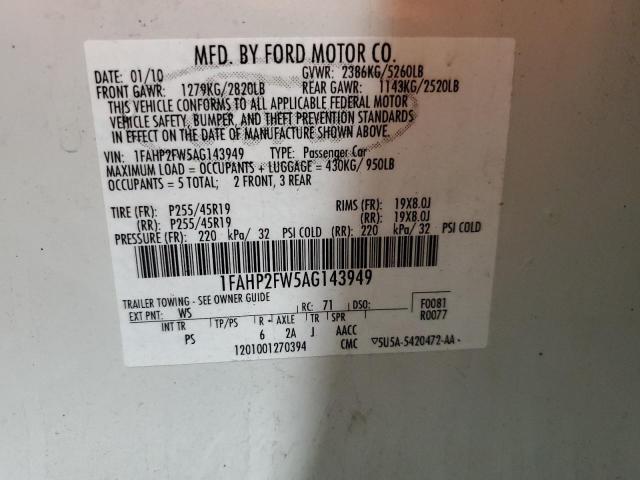 MFD. BY FORD MOTOR CO.
DATE: 01/10 GVWR: 2386KG/5260LB
FRONT GAWR: 1279KG/2820LB REAR GAWR: 1143KG/2520LB
THIS VEHICLE CONFORMS TO ALL APPLICABLE FEDERAL MOTOR
VEHICLE SAFETY, BUMPER, AND THEFT PREVENTION STANDARDS
IN EFFECT ON THE DATE OF MANUFACTURE SHOWN ABOVE.
VIN: 1FAHP2FW5AG143949 TYPE: Passenger Car
MAXIMUM LOAD = OCCUPANTS + LUGGAGE = 430KG/ 950LB
OCCUPANTS = 5 TOTAL; 2 FRONT, 3 REAR
TIRE (FR): P255/45R19 RIMS (FR): 19X8.0J
(RR): P255/45R19 (RR): 19X8.0J
PRESSURE (FR): 220 kPa/ 32 PSI COLD (RR): 220 kPa/ 32 PSI COLD
1FAHP2FW5AG143949
TRAILER TOWING - SEE OWNER GUIDE
EXT PNT: WS RC: 71 DSO: F0081
R0077
INT TR TP/PS R AXLE TR SPR AACC
PS 6 2A J CMC
1201001270394 ▽5U5A-5420472-AA